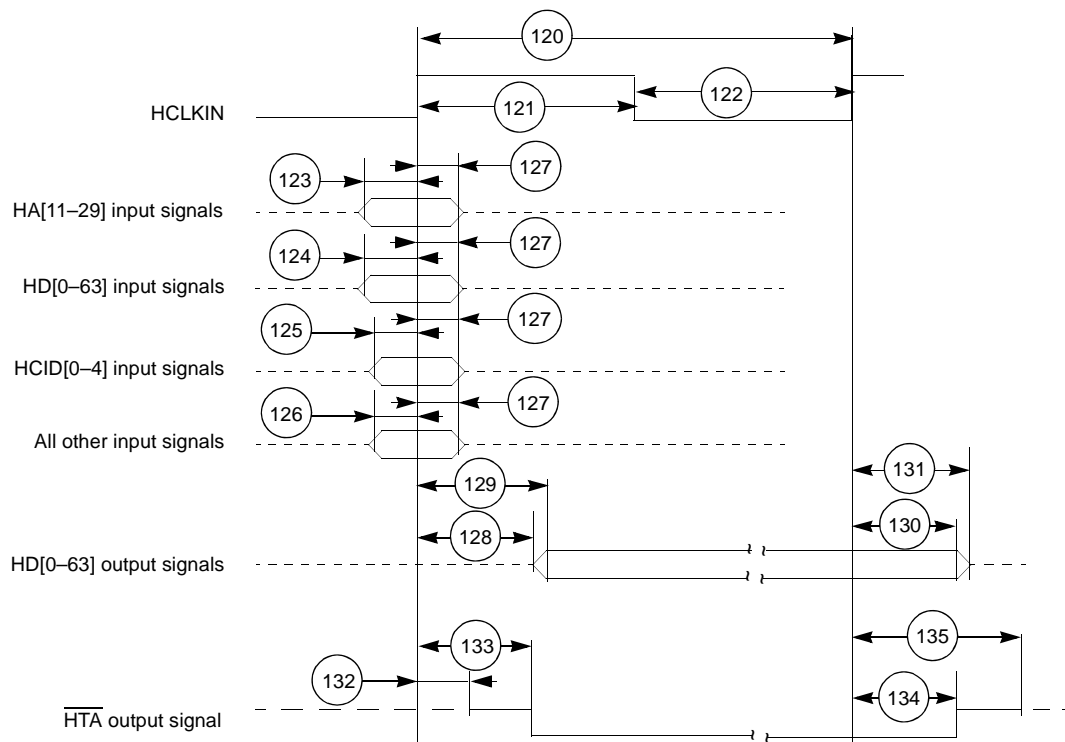 120
HCLKIN
121
122
123
127
HA[11–29] input signals
124
127
HD[0–63] input signals
125
127
HCID[0–4] input signals
126
127
All other input signals
129
131
128
130
HD[0–63] output signals
133
135
132
134
HTA output signal